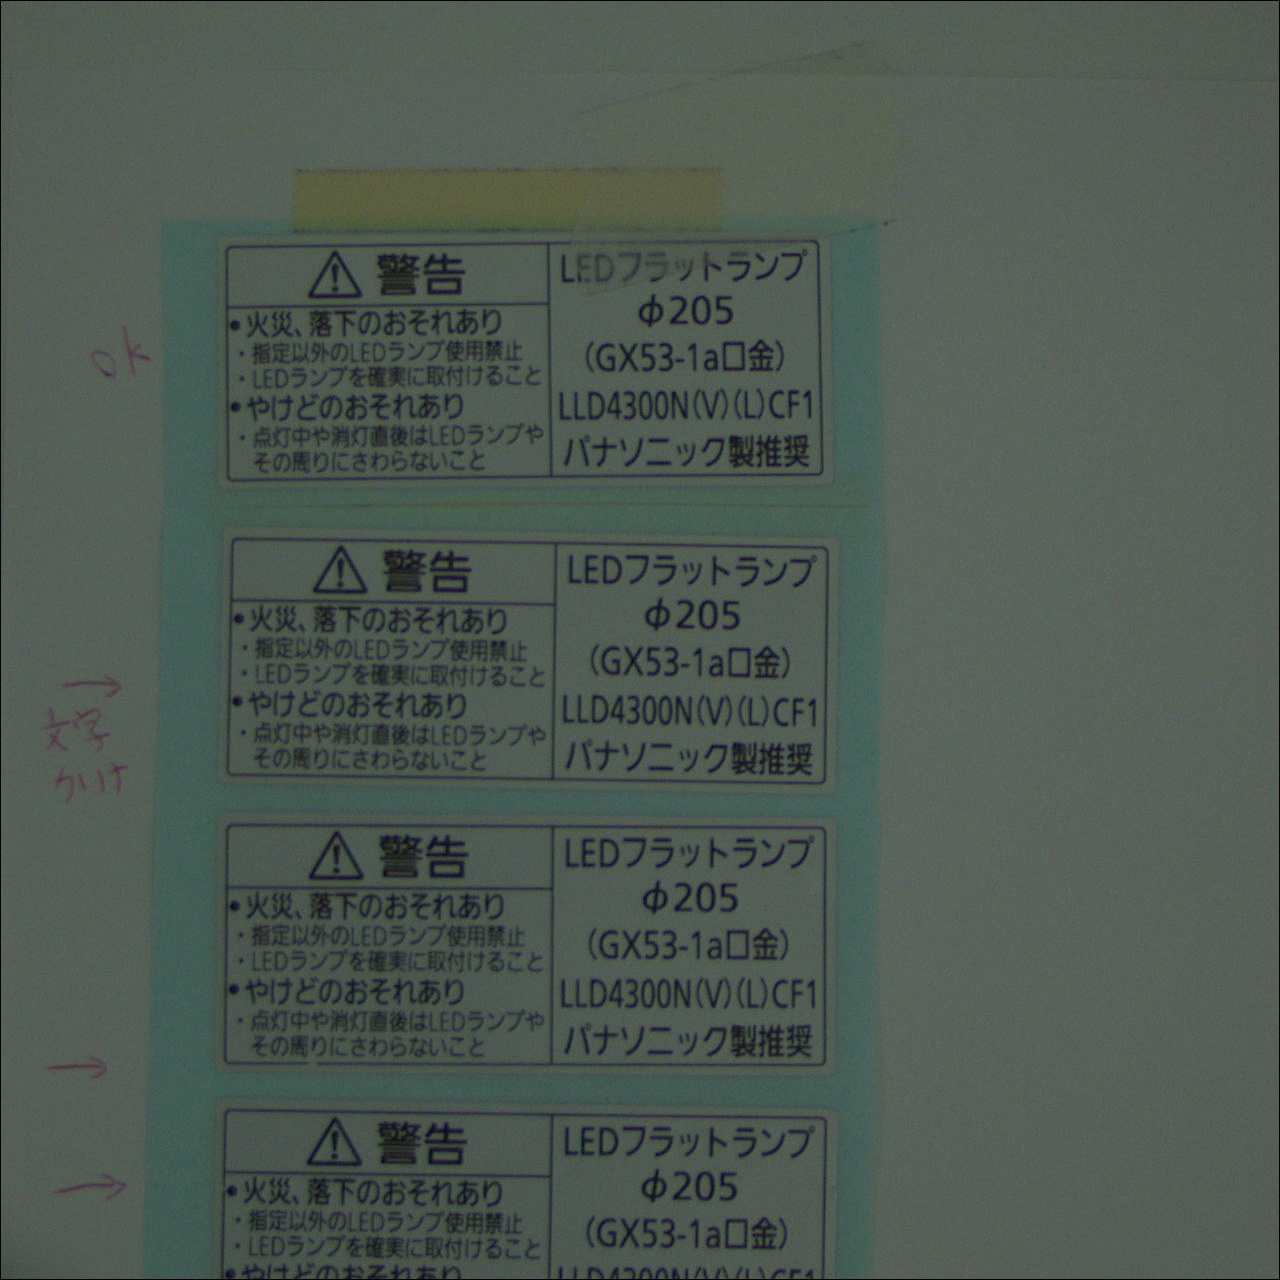 警告
●火災、落下のおそれあり
・指定以外のLEDランプ使用禁止
・LEDランプを確実に取付けること
●やけどのおそれあり
・点灯中や消灯直後はLEDランプや
その周りにさわらないこと
LEDフラットランプ
φ205
(GX53-1a口金)
LLD4300N(V)(L)CF1
パナソニック製推奨
OK
警告
●火災、落下のおそれあり
・指定以外のLEDランプ使用禁止
・LEDランプを確実に取付けること
●やけどのおそれあり
・点灯中や消灯直後はLEDランプや
その周りにさわらないこと
LEDフラットランプ
φ205
(GX53-1a口金)
LLD4300N(V)(L)CF1
パナソニック製推奨
→
文字
カケ
警告
●火災、落下のおそれあり
・指定以外のLEDランプ使用禁止
・LEDランプを確実に取付けること
●やけどのおそれあり
・点灯中や消灯直後はLEDランプや
その周りにさわらないこと
LEDフラットランプ
φ205
(GX53-1a口金)
LLD4300N(V)(L)CF1
パナソニック製推奨
→
警告
●火災、落下のおそれあり
・指定以外のLEDランプ使用禁止
・LEDランプを確実に取付けること
●やけどのおそれあり
LEDフラットランプ
φ205
(GX53-1a口金)
LLD4300N(V)(L)CF1
→